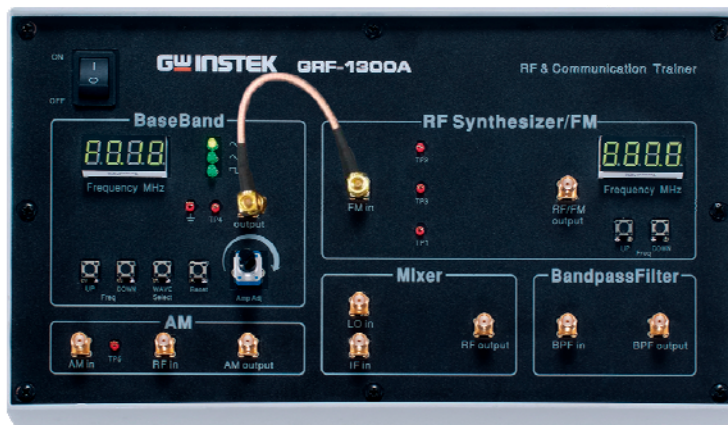 ON
GW INSTEK GRF-1300A
RF & Communication Trainer
OFF
BaseBand
Frequency MHz
TP4
output
UP
DOWN
WAVE
Select
Reset
Freq
Amp Adj
RF Synthesizer/FM
TP2
TP3
TP1
FM in
RF/FM
output
Frequency MHz
UP
DOWN
Freq
AM
AM in
TP5
RF in
AM output
Mixer
LO in
IF in
RF output
BandpassFilter
BPF in
BPF output